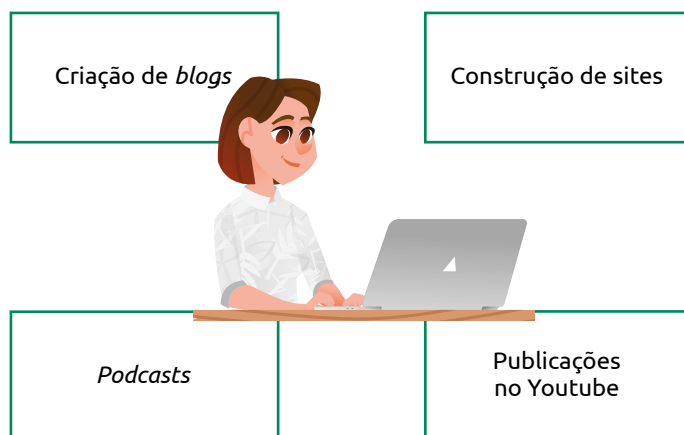 Criação de blogs
Construção de sites
Podcasts
Publicações
no Youtube